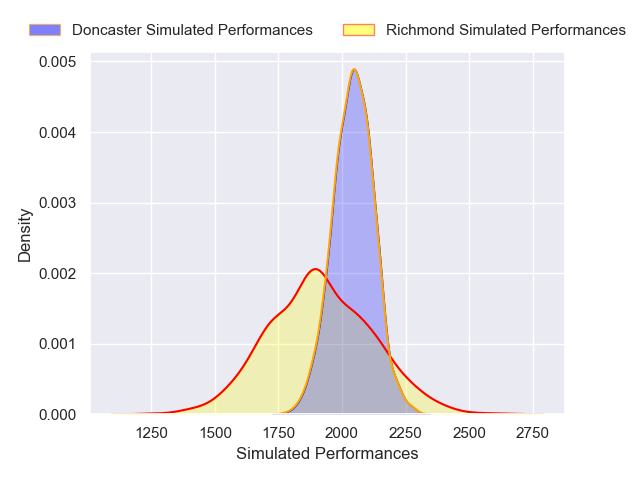 Doncaster Simulated Performances
Richmond Simulated Performances
0.005
0.004
0.003
0.002
0.001
0.000
Density
1250 1500 1750 2000 2250 2500 2750
Simulated Performances